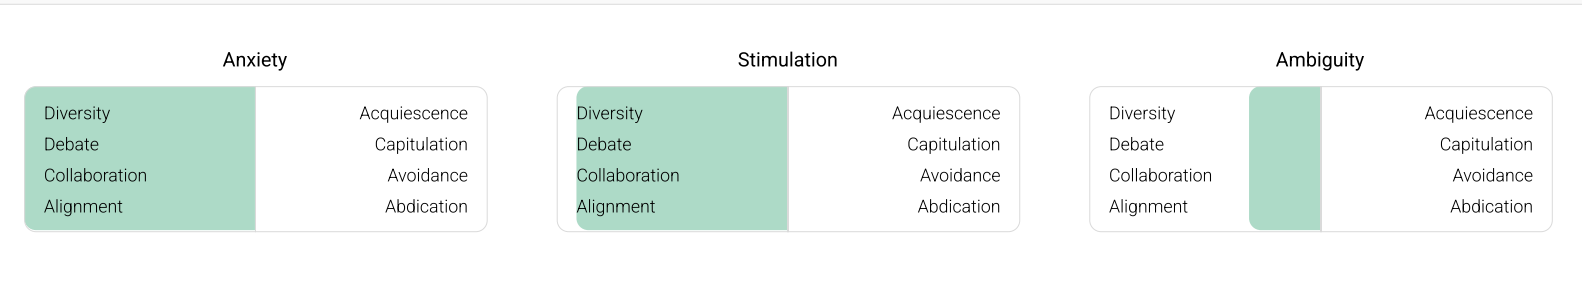 Anxiety
Diversity Acquiescence
Debate Capitulation
Collaboration Avoidance
Alignment Abdication
Stimulation
Diversity Acquiescence
Debate Capitulation
Collaboration Avoidance
Alignment Abdication
Ambiguity
Diversity Acquiescence
Debate Capitulation
Collaboration Avoidance
Alignment Abdication